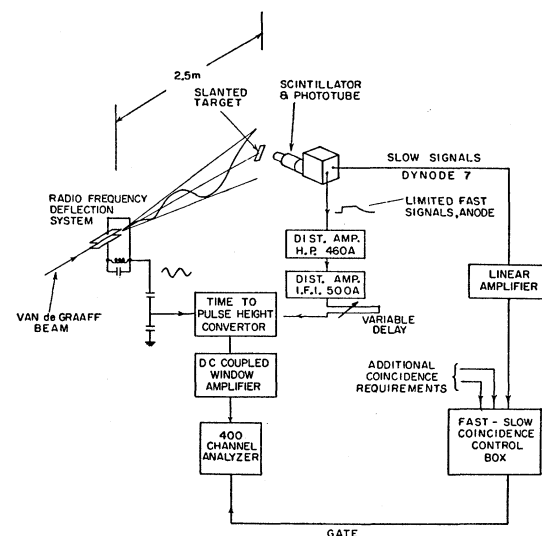 2.5m
SLANTED
TARGET
SCINTILLATOR
& PHOTOTUBE
SLOW SIGNALS
DYNODE 7
RADIO FREQUENCY
DEFLECTION
SYSTEM
LIMITED FAST
SIGNALS, ANODE
DIST. AMP.
H.P. 460A
DIST. AMP.
I.F.I. 500A
LINEAR
AMPLIFIER
VAN de GRAAFF
BEAM
TIME TO
PULSE HEIGHT
CONVERTOR
VARIABLE
DELAY
DC COUPLED
WINDOW
AMPLIFIER
ADDITIONAL
COINCIDENCE
REQUIREMENTS
400
CHANNEL
ANALYZER
FAST - SLOW
COINCIDENCE
CONTROL
BOX
GATE